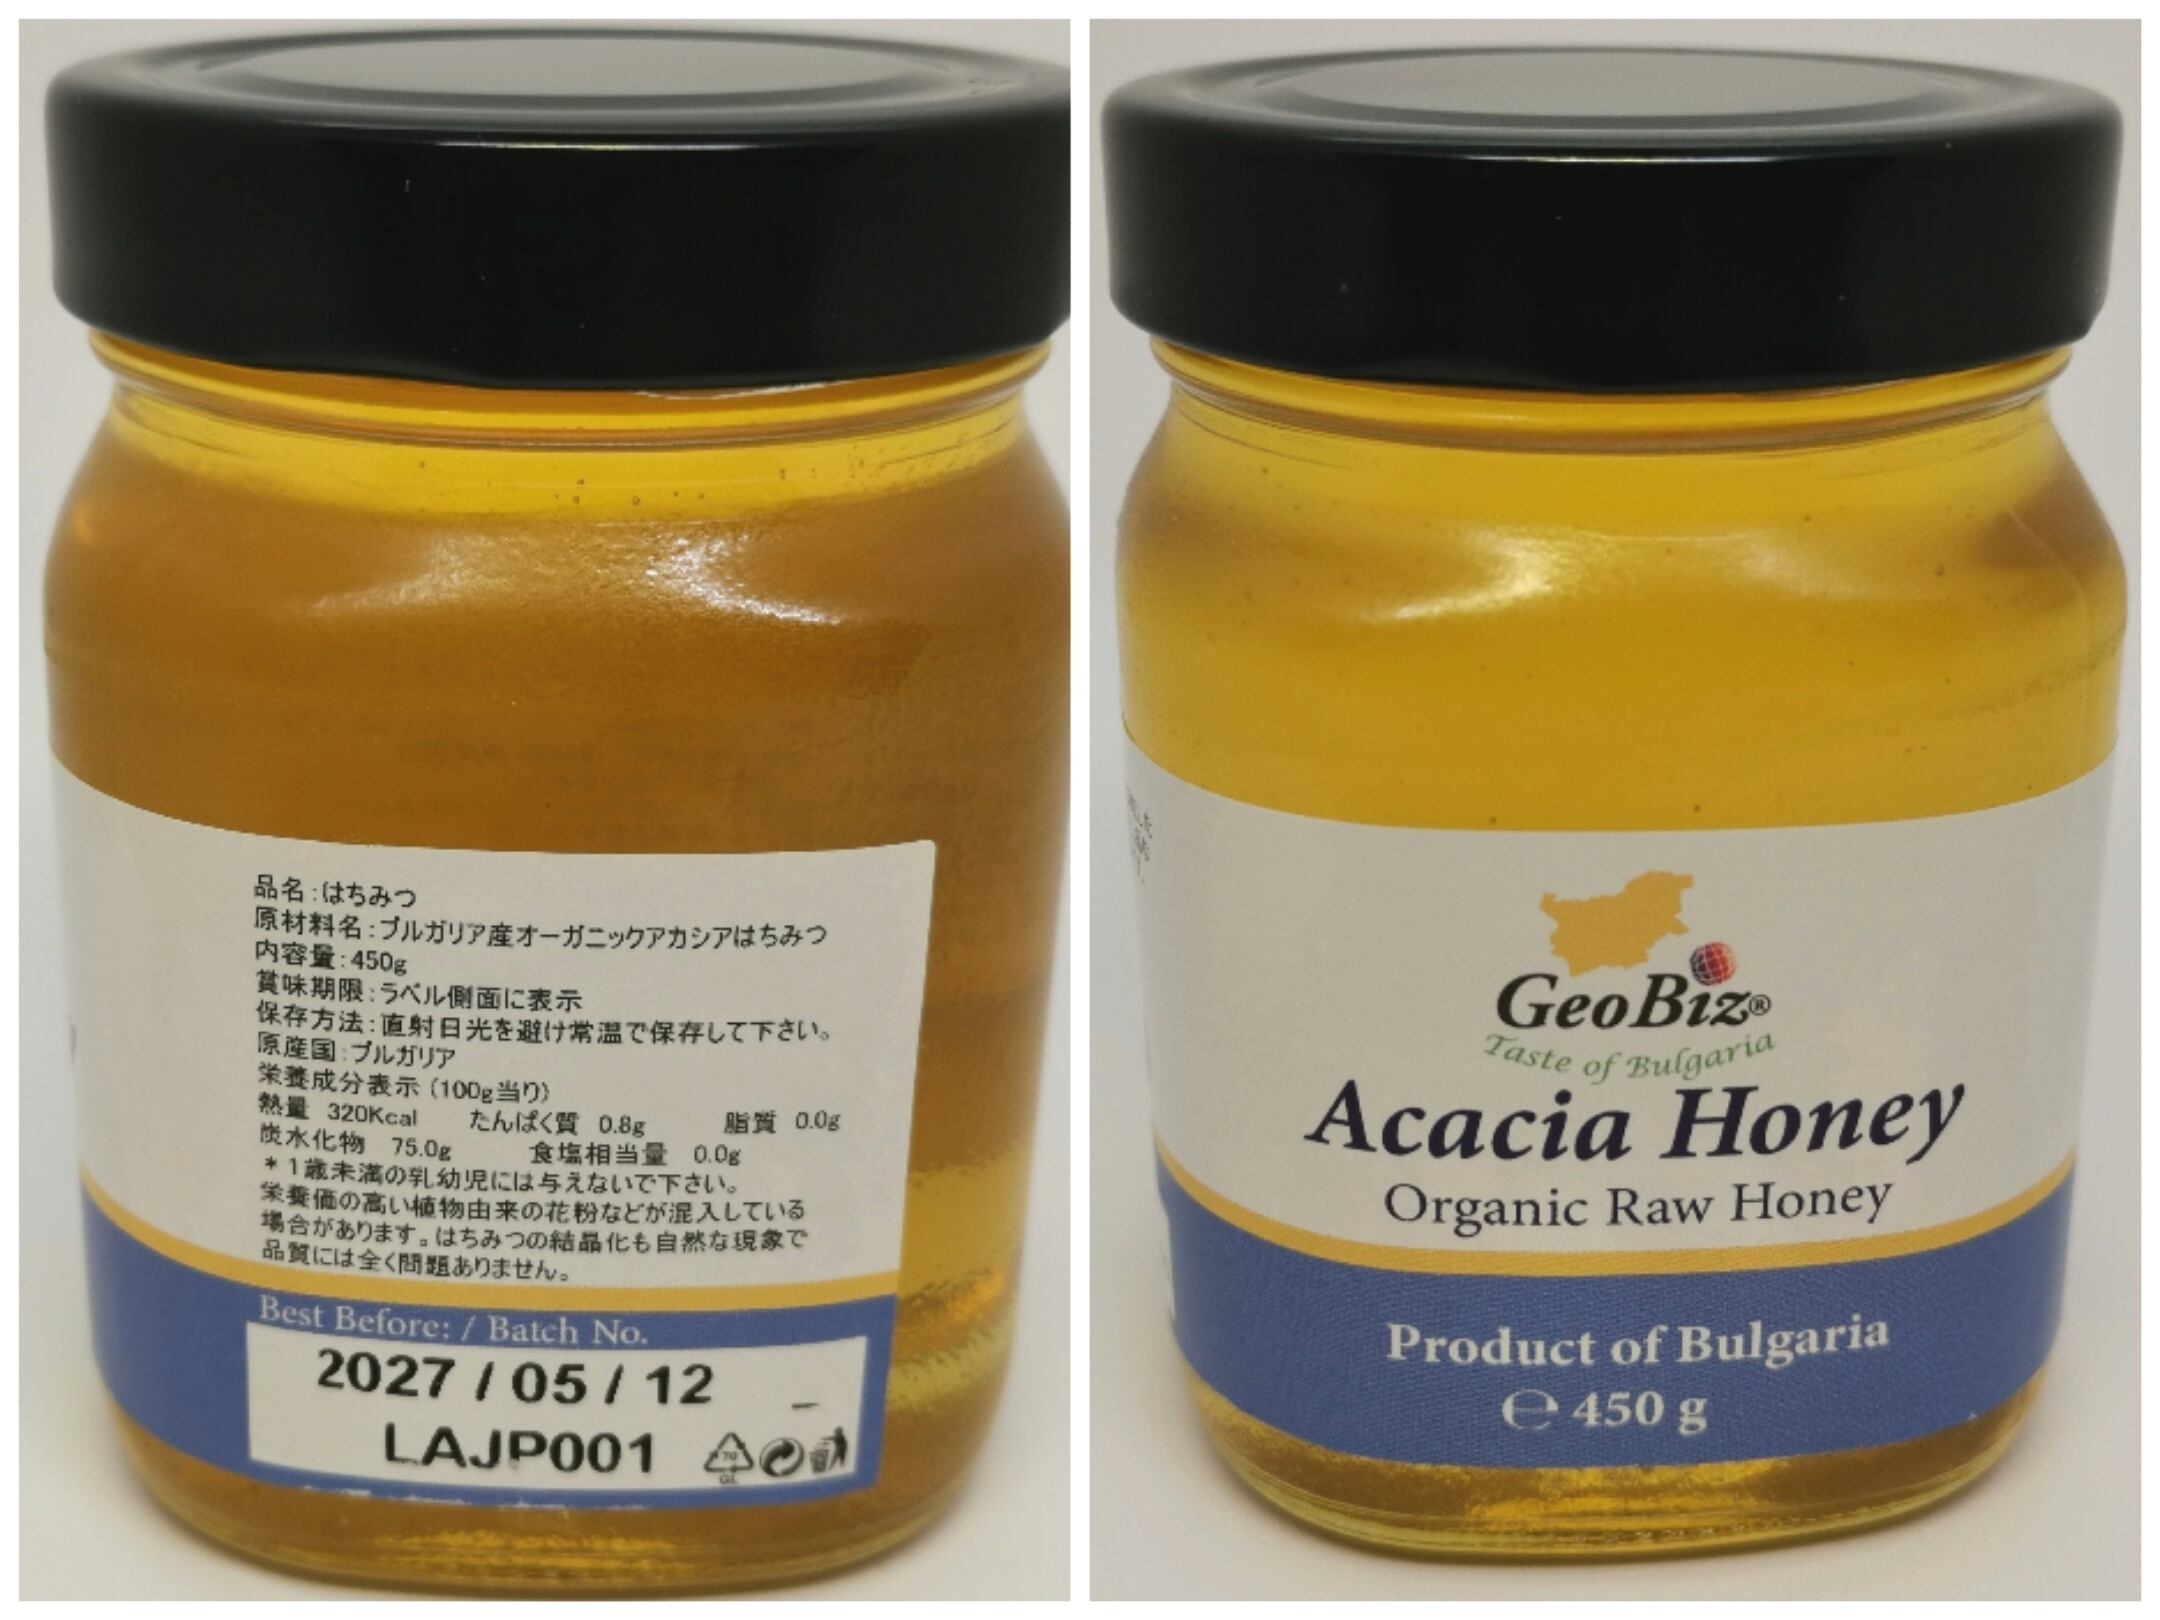 品名:はちみつ
原材料名:ブルガリア産オーガニックアカシアはちみつ
内容量:450g
賞味期限:ラベル側面に表示
保存方法:直射日光を避け常温で保存して下さい。
原産国:ブルガリア
栄養成分表示(100g当り)
熱量 320Kcal たんぱく質 0.8g 脂質 0.0g
炭水化物 75.0g 食塩相当量 0.0g
*1歳未満の乳幼児には与えないで下さい。
栄養価の高い植物由来の花粉などが混入している
場合があります。はちみつの結晶化も自然な現象で
品質には全く問題ありません。
Best Before: / Batch No.
2027 / 05 / 12
LAJP001
70
GL
GeoBiz®
Taste of Bulgaria
Acacia Honey
Organic Raw Honey
Product of Bulgaria
℮ 450 g